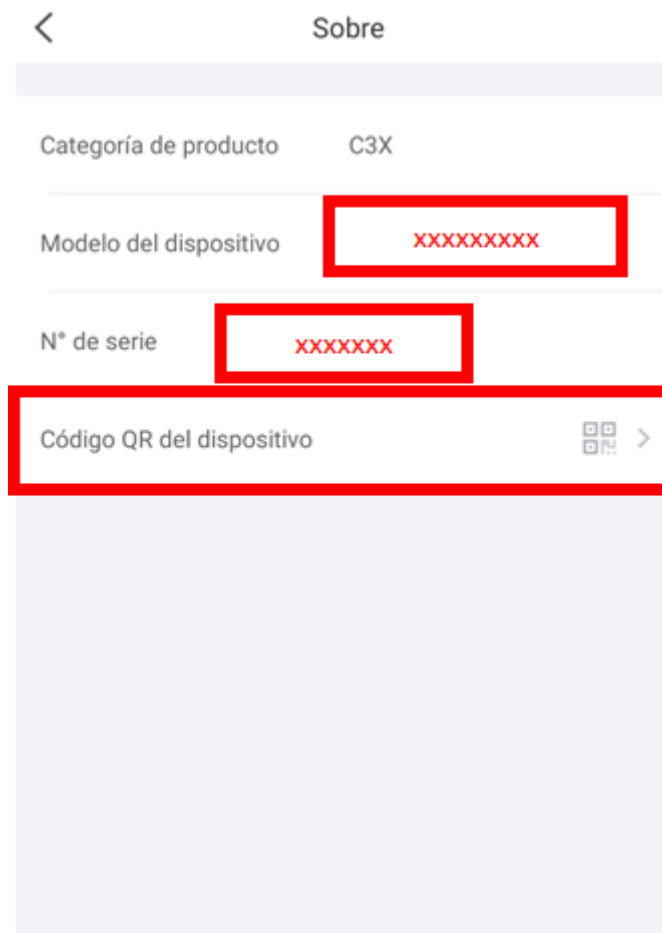 Sobre
Categoría de producto C3X
Modelo del dispositivo xxxxxxxxx
N° de serie xxxxxxx
Código QR del dispositivo